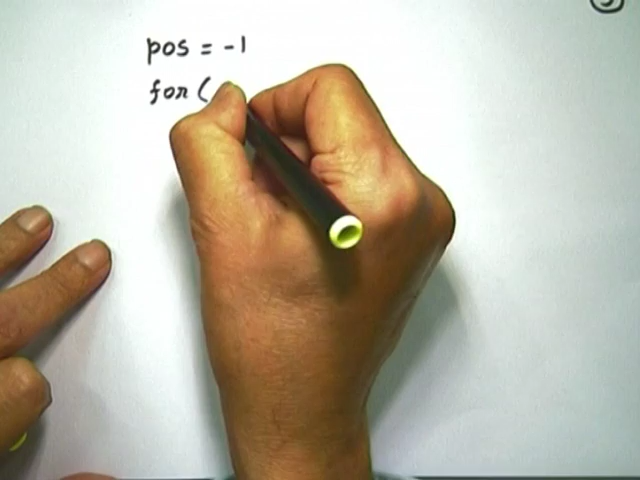 pos = -1
for (